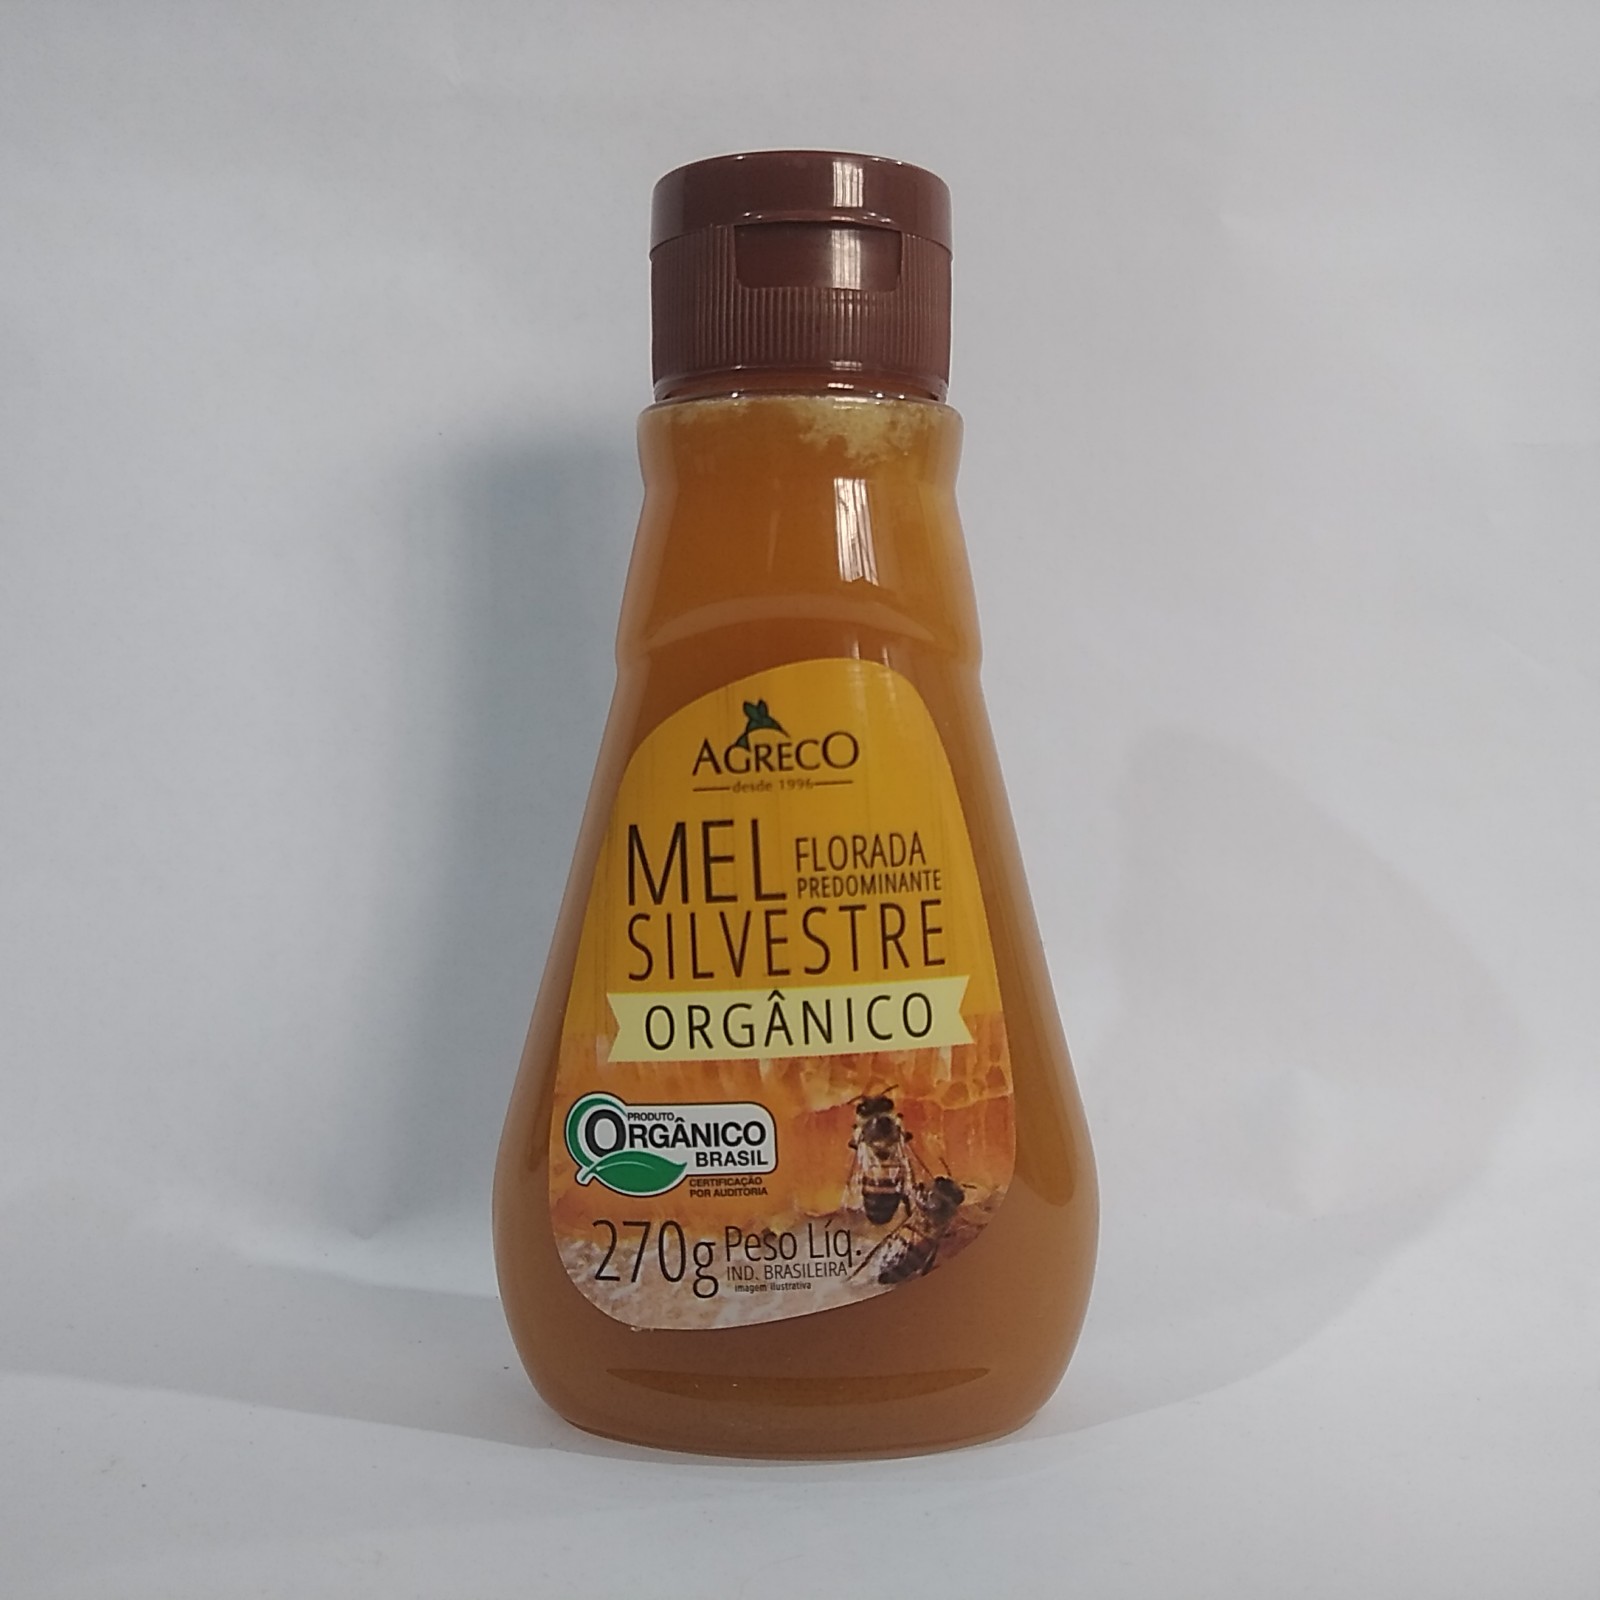 AGRECO
desde 1996
MEL FLORADA
PREDOMINANTE
SILVESTRE
ORGÂNICO
PRODUTO
ORGÂNICO
BRASIL
CERTIFICAÇÃO
POR AUDITORIA
270g Peso Líq.
IND. BRASILEIRA
imagem ilustrativa